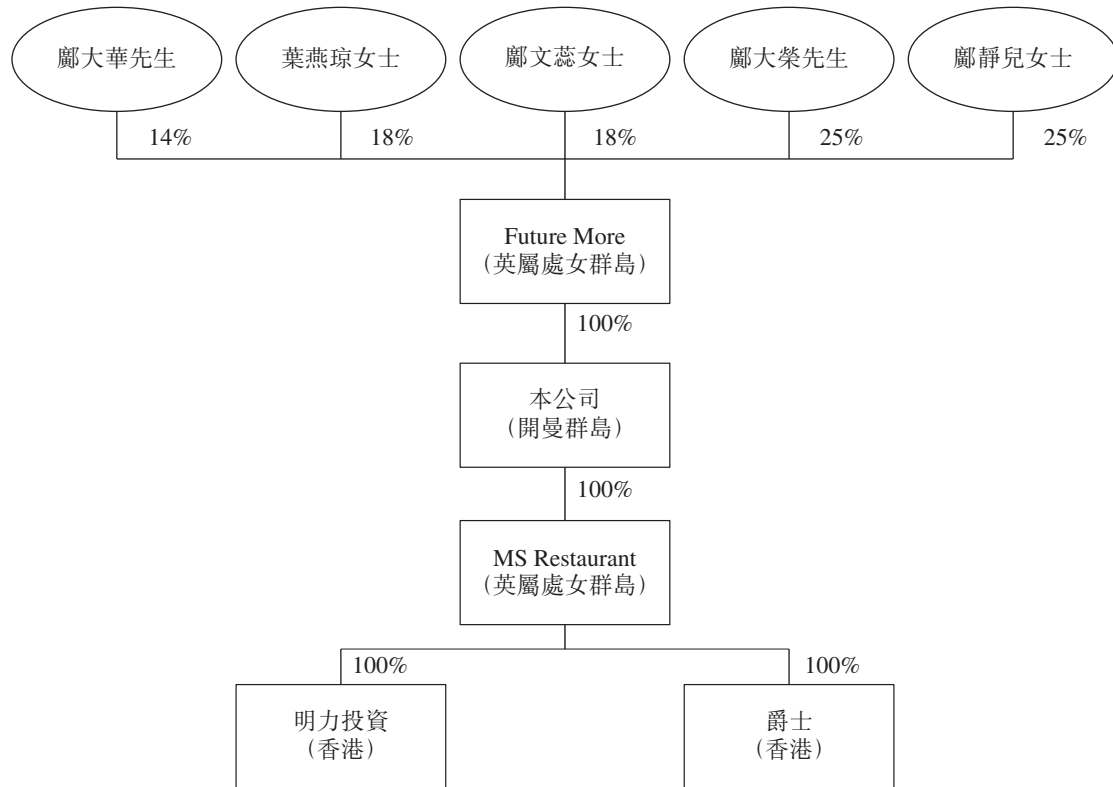 鄺大華先生
葉燕琼女士
鄺文蕊女士
鄺大榮先生
鄺靜兒女士
14%
18%
18%
25%
25%
Future More
（英屬處女群島）
100%
本公司
（開曼群島）
100%
MS Restaurant
（英屬處女群島）
100%
100%
明力投資
（香港）
爵士
（香港）